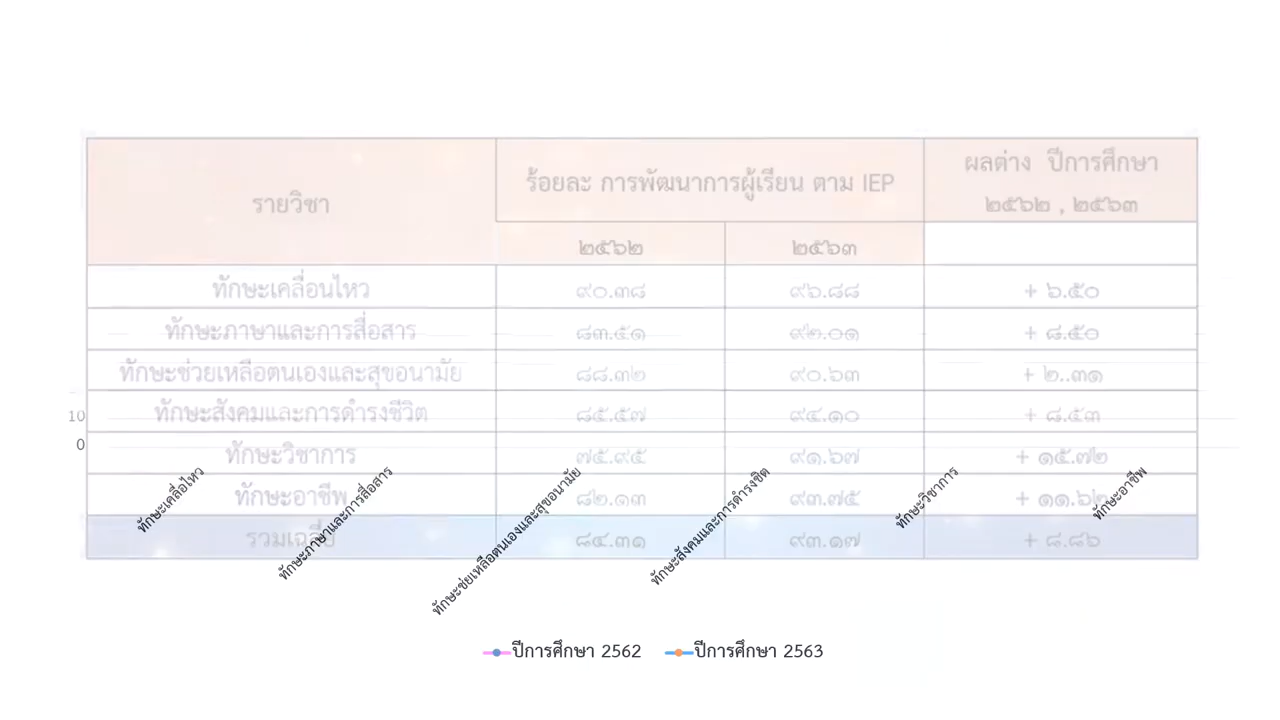 รายวิชา ร้อยละ การพัฒนาการผู้เรียน ตาม IEP ผลต่าง ปีการศึกษา
๒๕๖๒ , ๒๕๖๓
๒๕๖๒ ๒๕๖๓
ทักษะเคลื่อนไหว ๙๐.๓๘ ๙๖.๘๘ + ๖.๕๐
ทักษะภาษาและการสื่อสาร ๘๓.๕๑ ๙๒.๐๑ + ๘.๕๐
ทักษะช่วยเหลือตนเองและสุขอนามัย ๘๘.๓๒ ๙๐.๖๓ + ๒..๓๑
ทักษะสังคมและการดำรงชีวิต ๘๕.๕๗ ๙๔.๑๐ + ๘.๕๓
ทักษะวิชาการ ๗๕.๙๕ ๙๑.๖๗ + ๑๕.๗๒
ทักษะอาชีพ ๘๒.๑๓ ๙๓.๗๕ + ๑๑.๖๒
รวมเฉลี่ย ๘๔.๓๑ ๙๓.๑๗ + ๘.๘๖
10
0
ทักษะเคลื่อไหว
ทักษะภาษาและการสื่อสาร
ทักษะช่ยเหลือตนเองและสุขอนามัย
ทักษะสังคมและการดำรงชิต
ทักษะวิชาการ
ทักษะอาชีพ
ปีการศึกษา 2562 ปีการศึกษา 2563